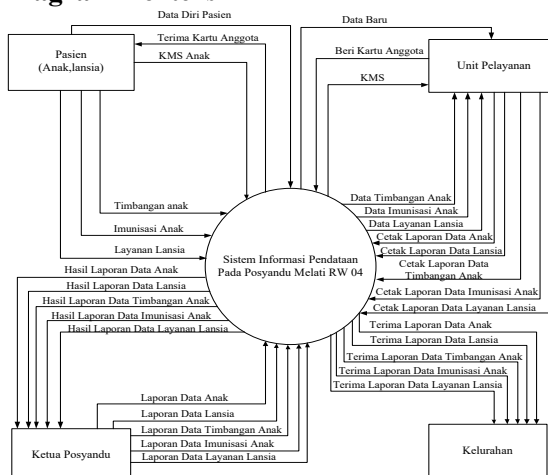 Data Diri Pasien
Data Baru
Terima Kartu Anggota
Beri Kartu Anggota
Pasien
(Anak,lansia)
KMS Anak
KMS
Unit Pelayanan
Timbangan anak
Imunisasi Anak
Layanan Lansia
Data Timbangan Anak
Data Imunisasi Anak
Data Layanan Lansia
Cetak Laporan Data Anak
Cetak Laporan Data Lansia
Cetak Laporan Data
Timbangan Anak
Cetak Laporan Data Imunisasi Anak
Cetak Laporan Data Layanan Lansia
Sistem Informasi Pendataan
Pada Posyandu Melati RW 04
Hasil Laporan Data Anak
Hasil Laporan Data Lansia
Hasil Laporan Data Timbangan Anak
Hasil Laporan Data Imunisasi Anak
Hasil Laporan Data Layanan Lansia
Terima Laporan Data Anak
Terima Laporan Data Lansia
Terima Laporan Data Timbangan Anak
Terima Laporan Data Imunisasi Anak
Terima Laporan Data Layanan Lansia
Laporan Data Anak
Laporan Data Lansia
Laporan Data Timbangan Anak
Laporan Data Imunisasi Anak
Laporan Data Layanan Lansia
Ketua Posyandu
Kelurahan